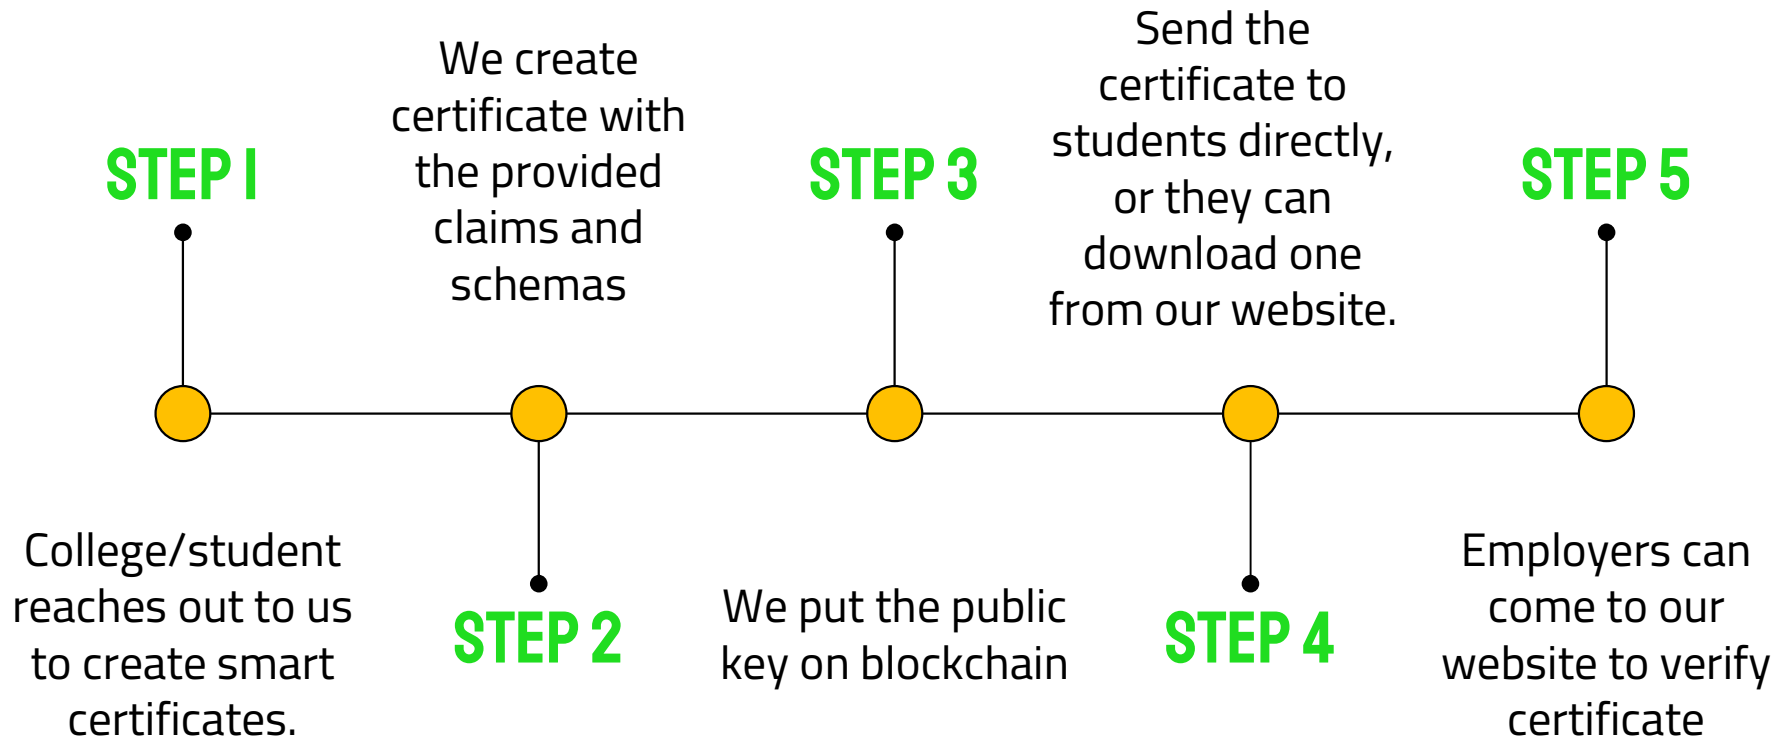 STEP 1
College/student
reaches out to us
to create smart
certificates.
We create
certificate with
the provided
claims and
schemas
STEP 2
STEP 3
We put the public
key on blockchain
Send the
certificate to
students directly,
or they can
download one
from our website.
STEP 4
STEP 5
Employers can
come to our
website to verify
certificate